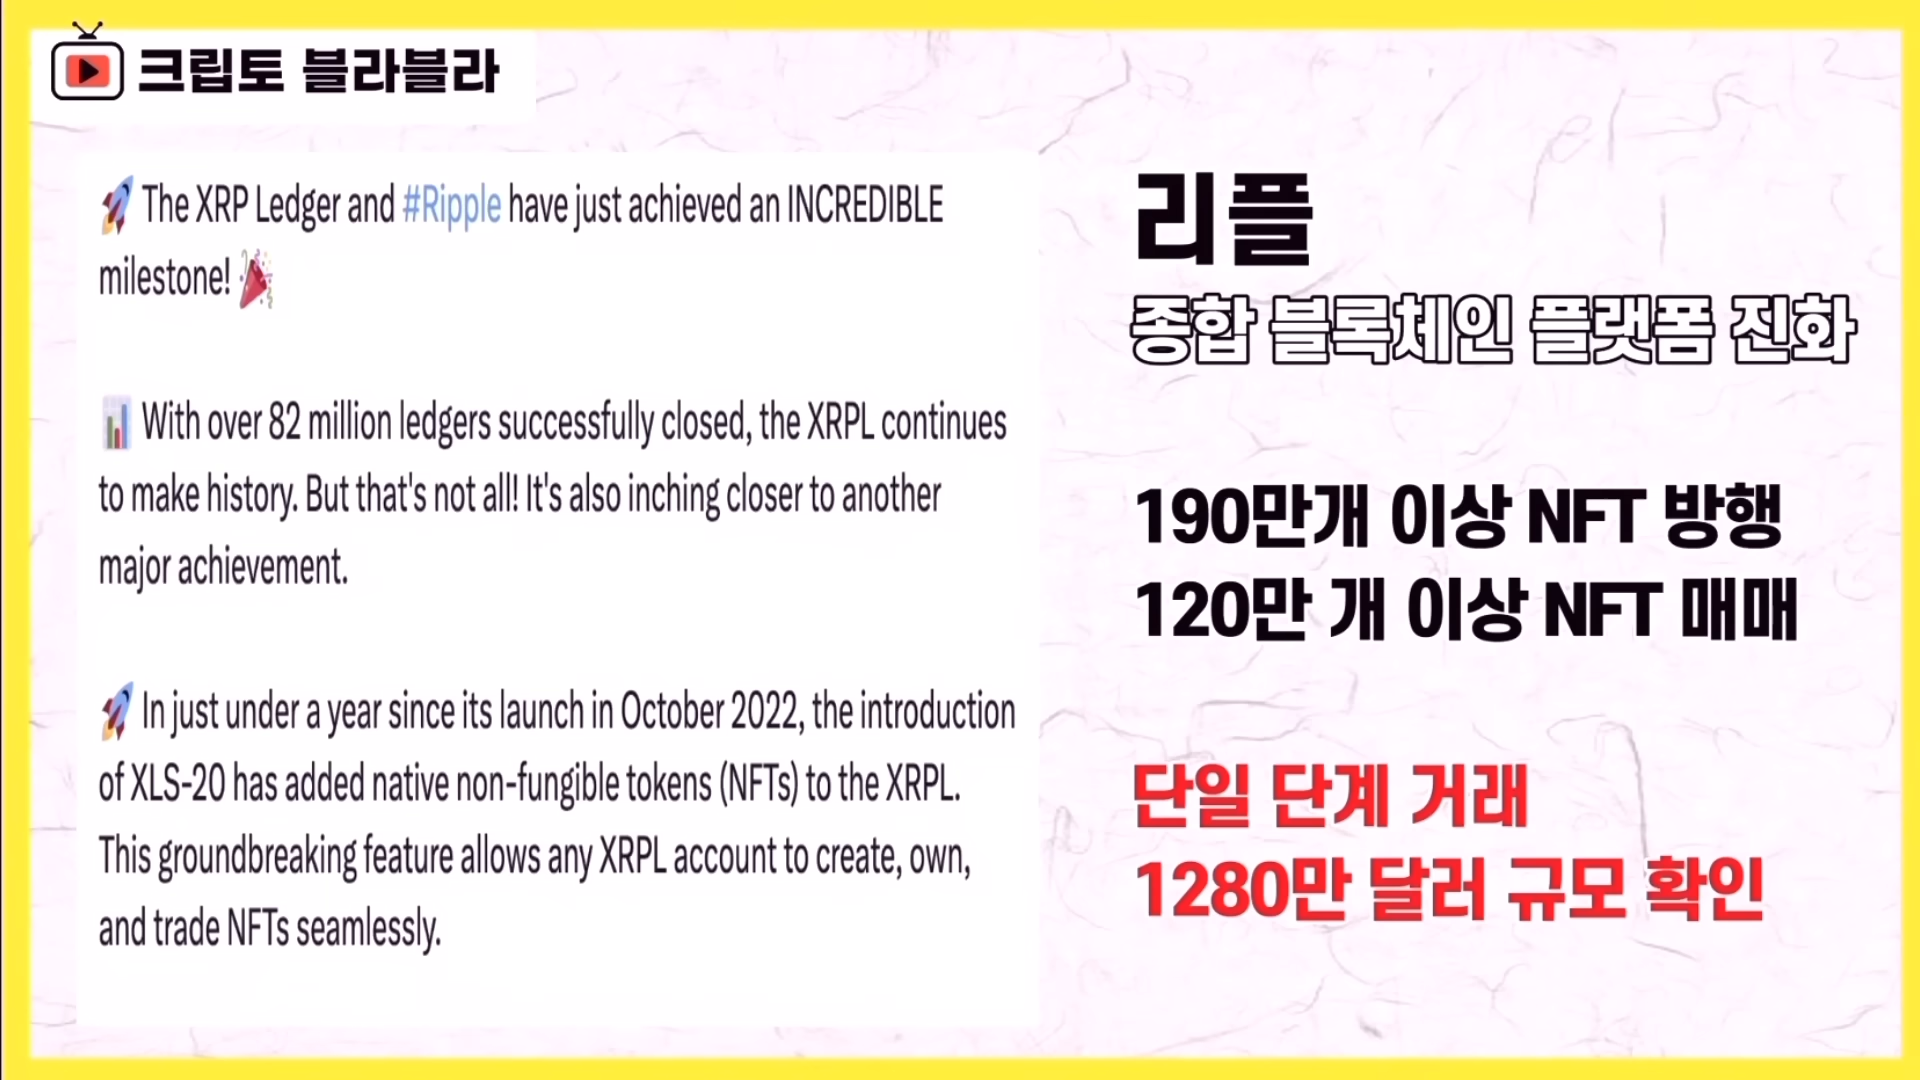 크립토 블라블라
🚀 The XRP Ledger and #Ripple have just achieved an INCREDIBLE
milestone! 🎉
📊 With over 82 million ledgers successfully closed, the XRPL continues
to make history. But that's not all! It's also inching closer to another
major achievement.
🚀 In just under a year since its launch in October 2022, the introduction
of XLS-20 has added native non-fungible tokens (NFTs) to the XRPL.
This groundbreaking feature allows any XRPL account to create, own,
and trade NFTs seamlessly.
리플
종합 블록체인 플랫폼 진화
190만개 이상 NFT 방행
120만 개 이상 NFT 매매
단일 단계 거래
1280만 달러 규모 확인